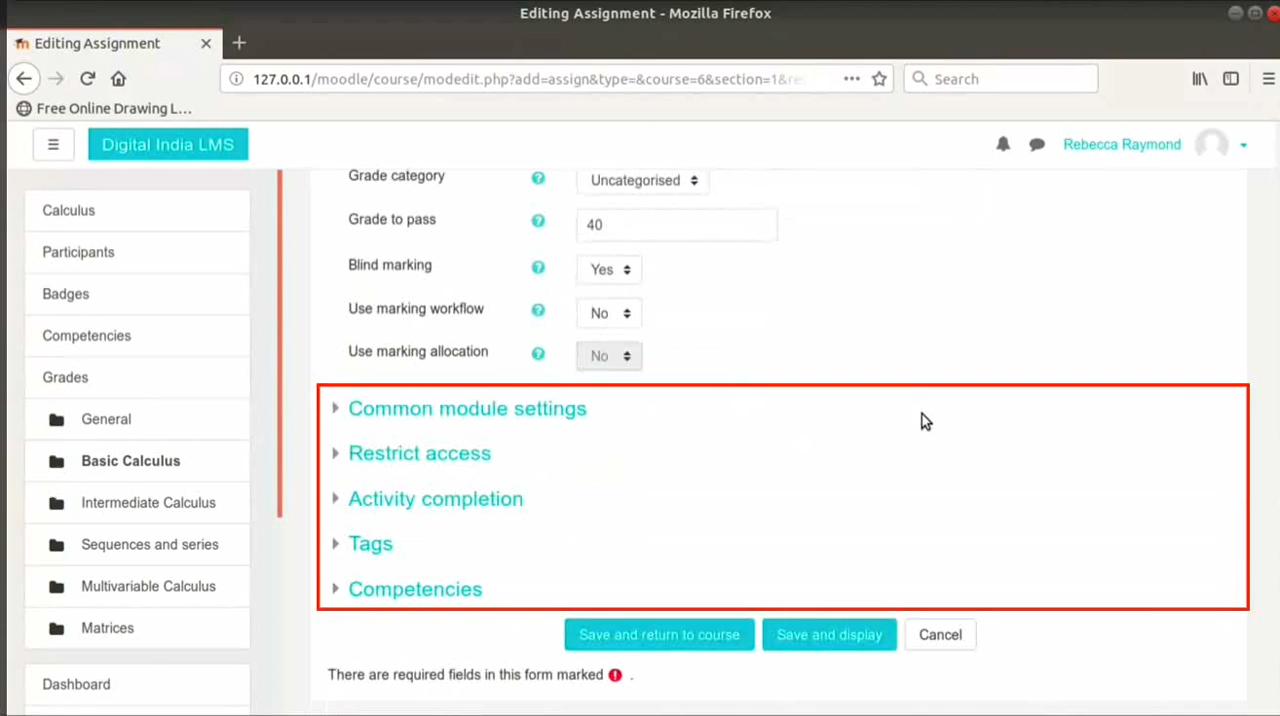 Editing Assignment - Mozilla Firefox
Editing Assignment
127.0.0.1/moodle/course/modedit.php?add=assign&type=&course=6&section=1&re
Search
Free Online Drawing L...
Digital India LMS
Rebecca Raymond
Calculus
Participants
Badges
Competencies
Grades
General
Basic Calculus
Intermediate Calculus
Sequences and series
Multivariable Calculus
Matrices
Dashboard
Grade category Uncategorised
Grade to pass 40
Blind marking Yes
Use marking workflow No
Use marking allocation No
Common module settings
Restrict access
Activity completion
Tags
Competencies
Save and return to course Save and display Cancel
There are required fields in this form marked .